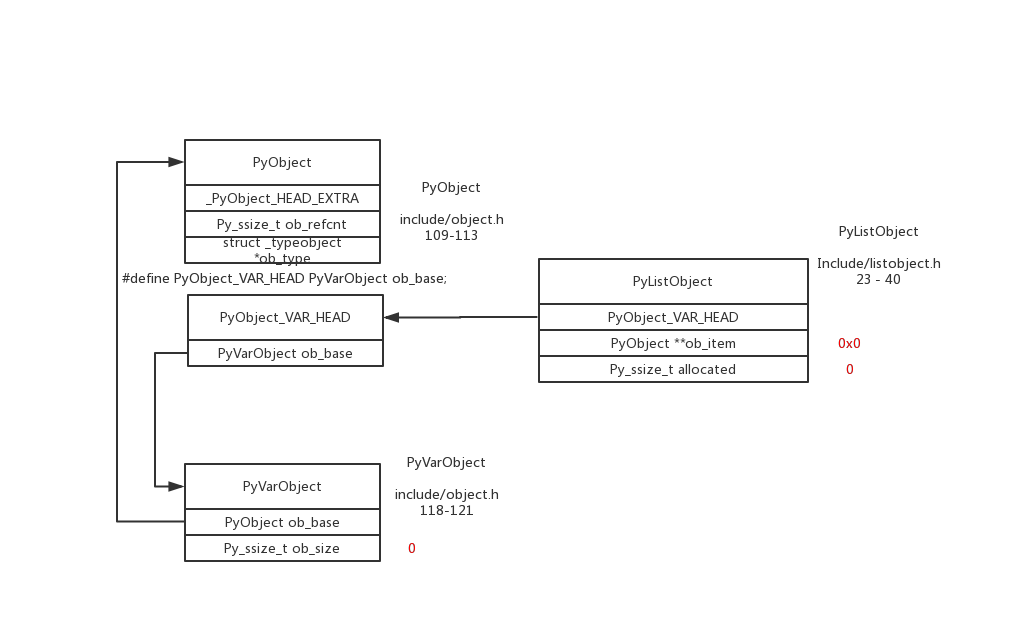 PyObject
_PyObject_HEAD_EXTRA
Py_ssize_t ob_refcnt
struct _typeobject
*ob_type
PyObject
include/object.h
109-113
#define PyObject_VAR_HEAD PyVarObject ob_base;
PyObject_VAR_HEAD
PyVarObject ob_base
PyListObject
Include/listobject.h
23 - 40
PyListObject
PyObject_VAR_HEAD
PyObject **ob_item
0x0
Py_ssize_t allocated
0
PyVarObject
PyObject ob_base
Py_ssize_t ob_size
0
PyVarObject
include/object.h
118-121